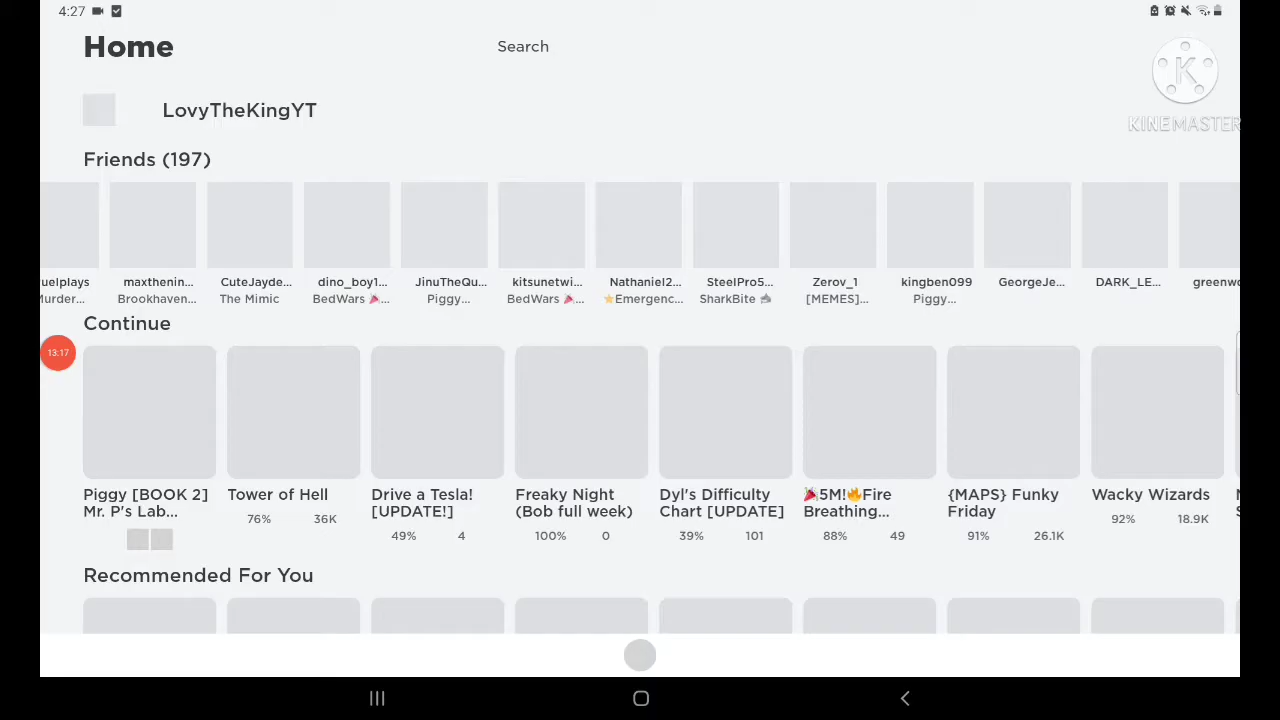 4:27
Home
Search
K
KINEMASTER
LovyTheKingYT
Friends (197)
uelplays maxthenin... CuteJayde... dino_boy1... JinuTheQu... kitsunetwi... Nathaniel2... SteelPro5... Zerov_1 kingben099 GeorgeJe... DARK_LE... greenwo
Murder... Brookhaven... The Mimic BedWars 🎉... Piggy... BedWars 🎉... ⭐Emergenc... SharkBite 🦈 [MEMES]... Piggy...
Continue
13:17
Piggy [BOOK 2] Tower of Hell Drive a Tesla! Freaky Night Dyl's Difficulty 🎉5M!🔥Fire {MAPS} Funky Wacky Wizards
Mr. P's Lab... [UPDATE!] (Bob full week) Chart [UPDATE] Breathing... Friday
76% 36K 92% 18.9K
49% 4 100% 0 39% 101 88% 49 91% 26.1K
Recommended For You